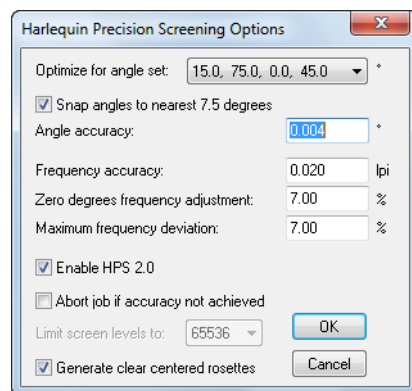 Harlequin Precision Screening Options
Optimize for angle set: 15.0, 75.0, 0.0, 45.0 °
Snap angles to nearest 7.5 degrees
Angle accuracy: 0.004 °
Frequency accuracy: 0.020 lpi
Zero degrees frequency adjustment: 7.00 %
Maximum frequency deviation: 7.00 %
Enable HPS 2.0
Abort job if accuracy not achieved
Limit screen levels to: 65536 OK
Generate clear centered rosettes Cancel